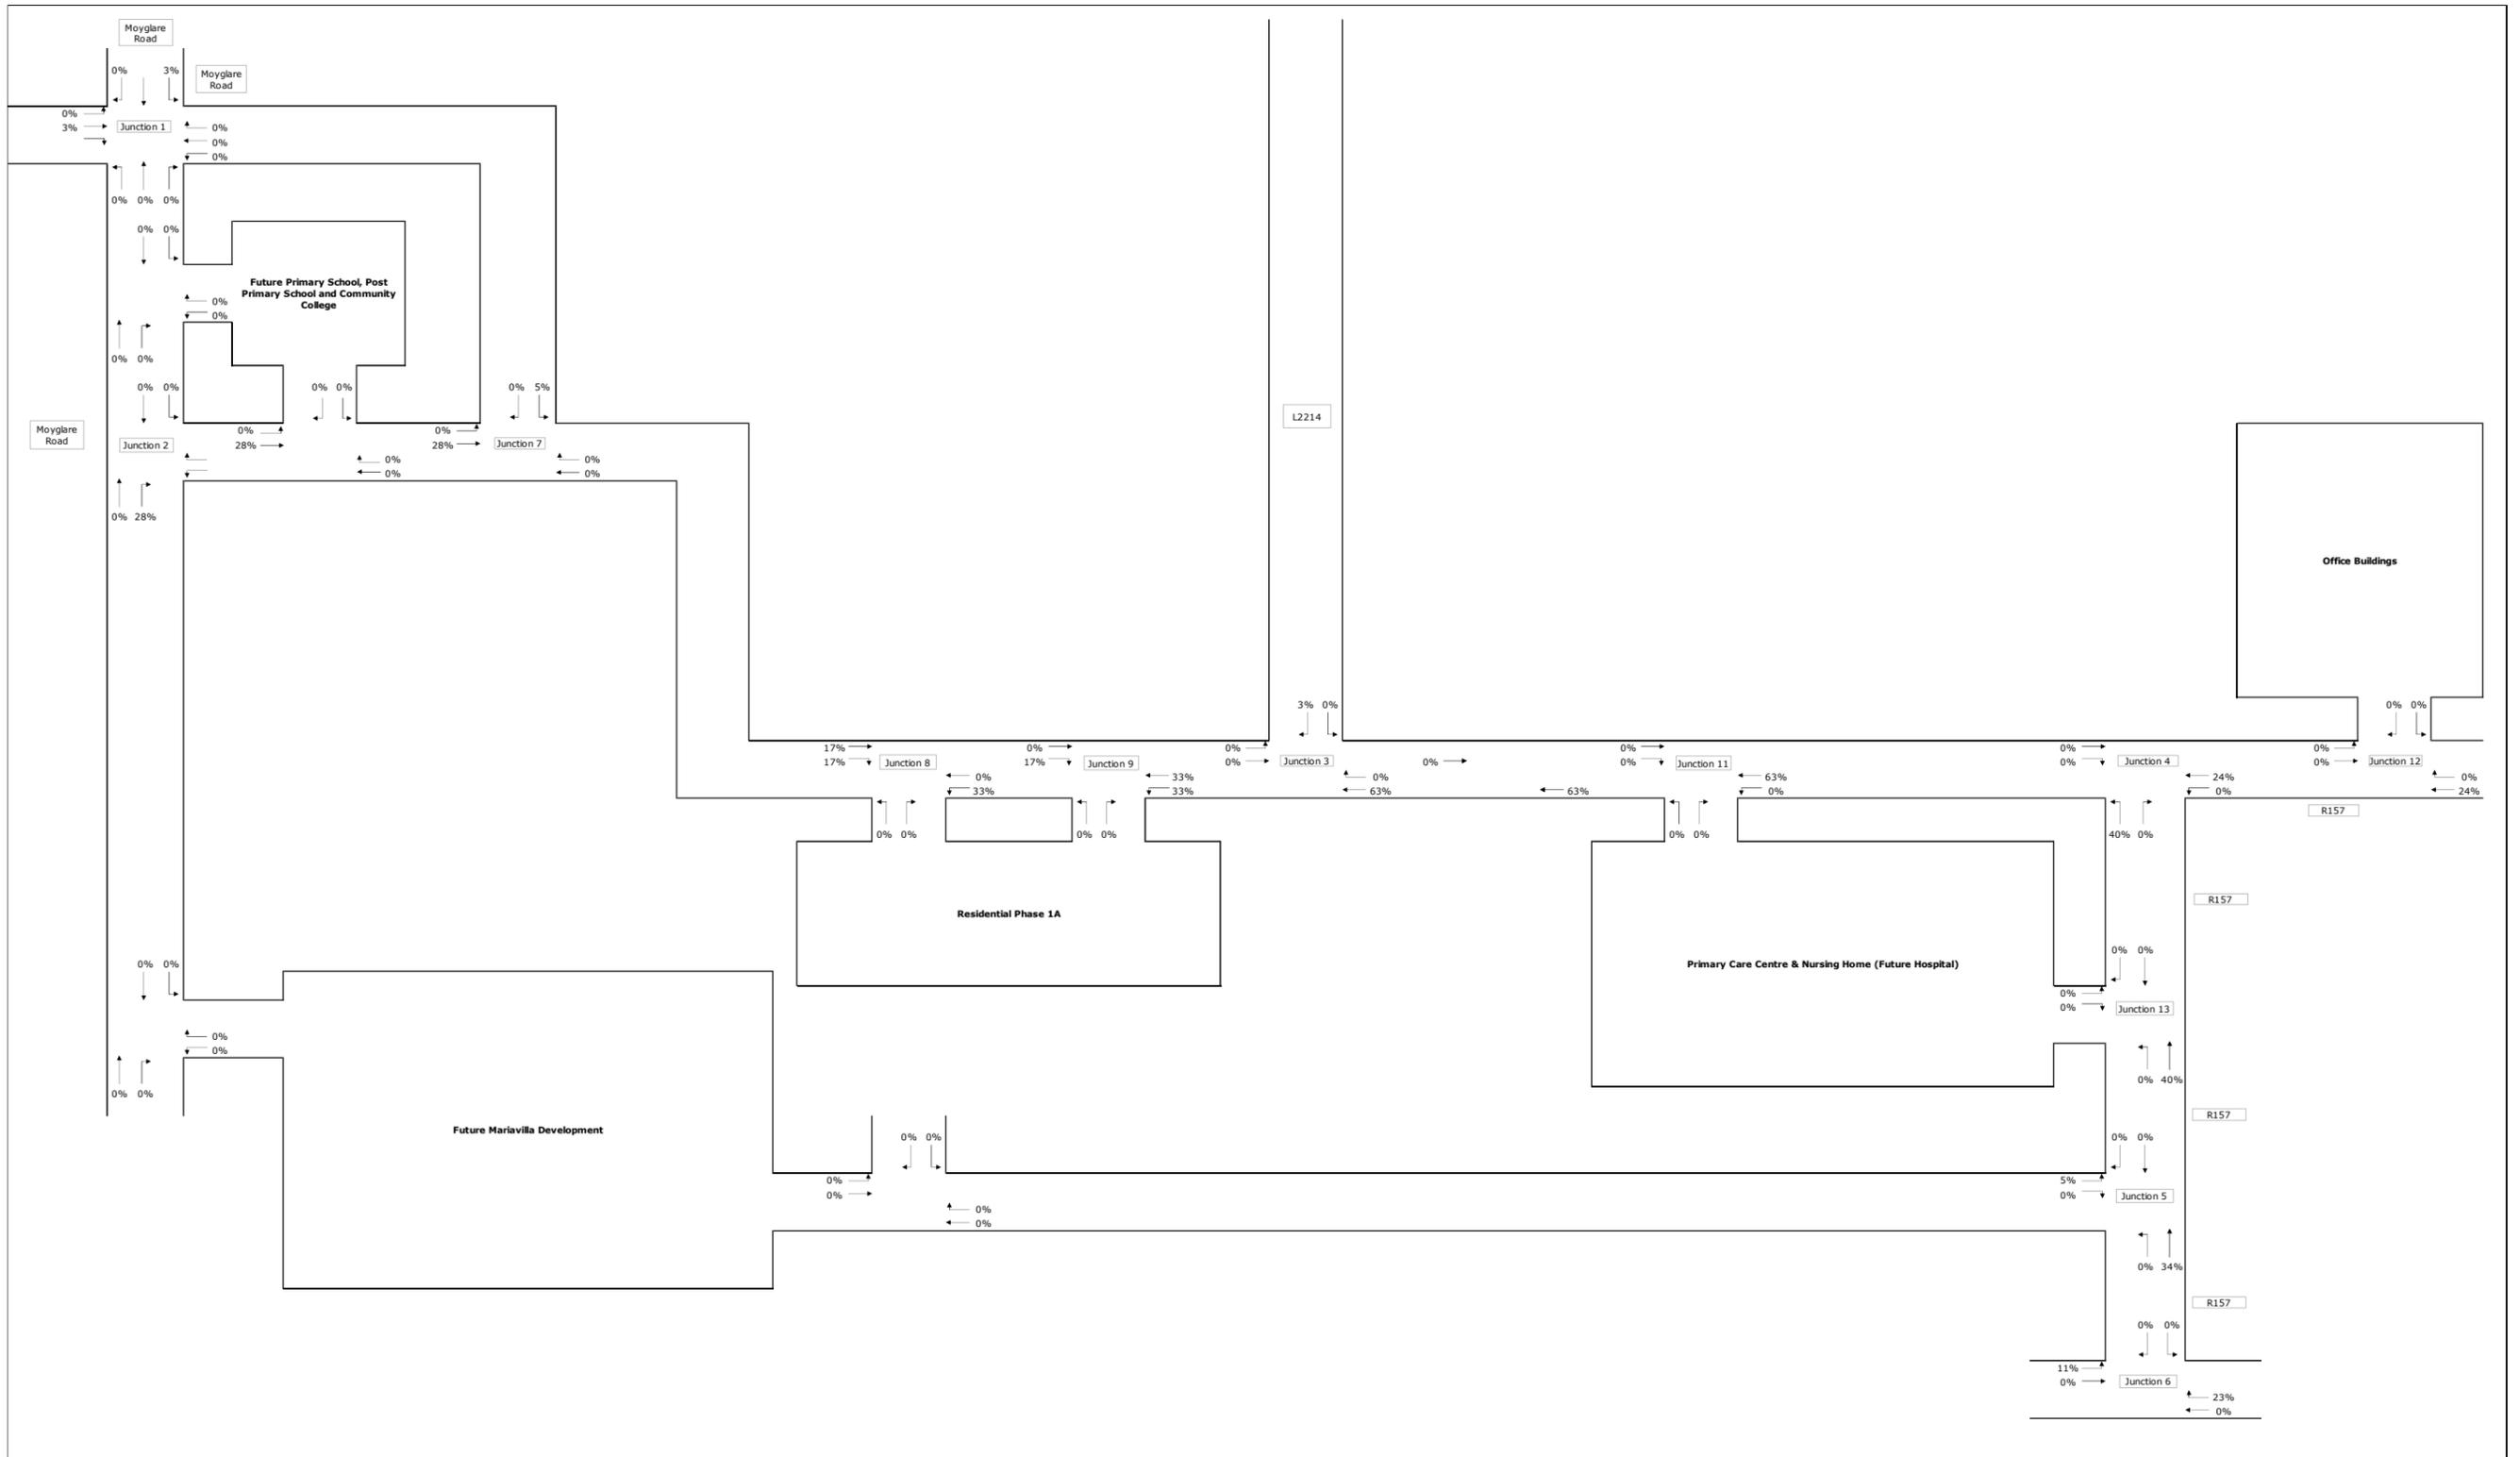 Moyglare
Road
0% 3%
Moyglare
Road
0%
3%
Junction 1
0%
0%
0%
0% 0% 0%
0% 0%
Future Primary School, Post
Primary School and Community
College
0%
0%
0% 0%
0% 0%
0% 0%
0% 5%
Moyglare
Road
Junction 2
0%
28%
0%
28%
Junction 7
0%
0%
0%
0%
0% 28%
L2214
Office Buildings
3% 0%
0% 0%
17%
17%
Junction 8
0%
17%
Junction 9
0%
0%
Junction 3
0%
0%
0%
Junction 11
0%
0%
Junction 4
0%
0%
Junction 12
0%
33%
33%
33%
0%
63%
63%
63%
0%
24%
0%
0%
24%
R157
0% 0%
0% 0%
0% 0%
40% 0%
R157
Residential Phase 1A
Primary Care Centre & Nursing Home (Future Hospital)
0% 0%
0% 0%
0%
0%
Junction 13
0%
0%
0% 0%
0% 40%
R157
Future Mariavilla Development
0% 0%
0% 0%
0%
0%
5%
0%
Junction 5
0%
0%
0% 34%
R157
0% 0%
11%
0%
Junction 6
23%
0%